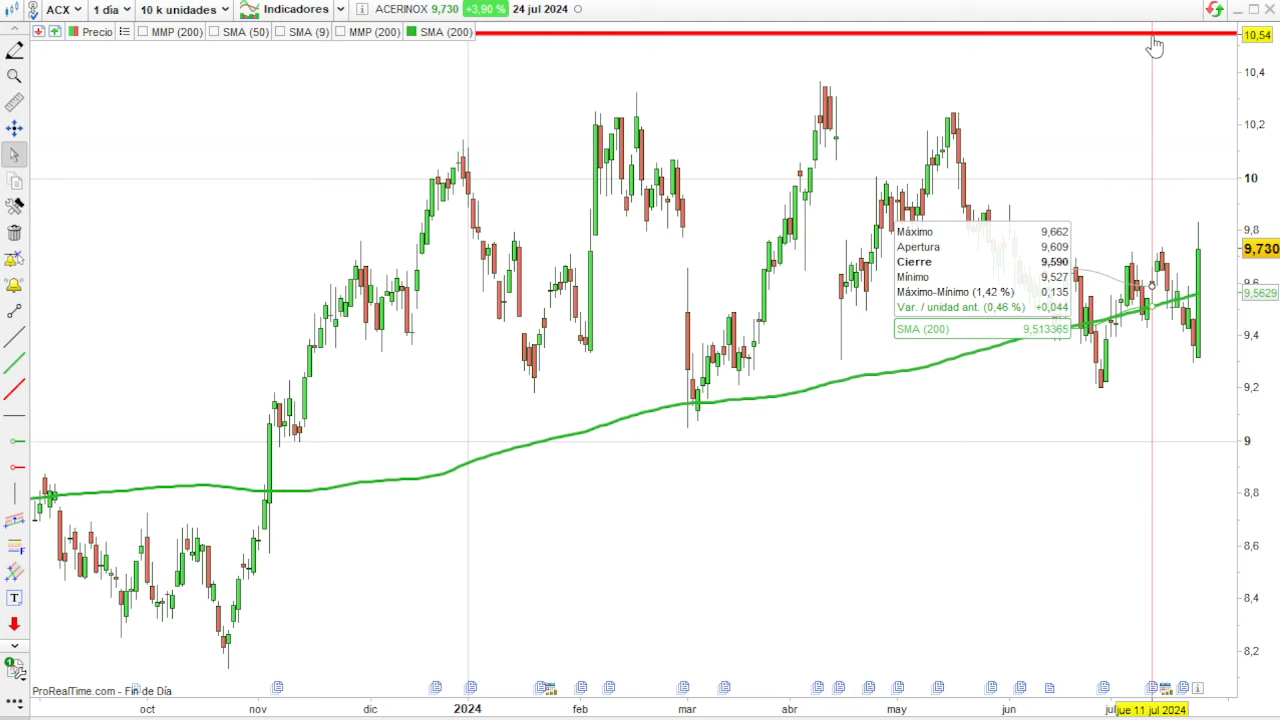 ACX 1 día 10 k unidades Indicadores ACERINOX 9,730 +3,90 % 24 jul 2024
Precio MMP (200) SMA (50) SMA (9) MMP (200) SMA (200)
10,54
10,4
10,2
10
9,8
9,730
9,6
9,5629
9,4
9,2
9
8,8
8,6
8,4
8,2
Máximo 9,662
Apertura 9,609
Cierre 9,590
Mínimo 9,527
Máximo-Mínimo (1,42 %) 0,135
Var. / unidad ant. (0,46 %) +0,044
SMA (200) 9,513365
F
T
1
ProRealTime.com - Fin de Día
oct nov dic 2024 feb mar abr may jun jul jue 11 jul 2024